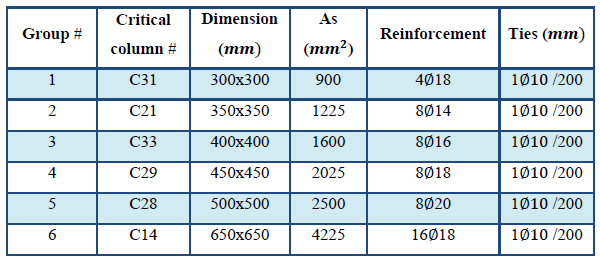 Group # Critical column # Dimension (mm) As (mm²) Reinforcement Ties (mm)
1 C31 300x300 900 4Ø18 1Ø10 /200
2 C21 350x350 1225 8Ø14 1Ø10 /200
3 C33 400x400 1600 8Ø16 1Ø10 /200
4 C29 450x450 2025 8Ø18 1Ø10 /200
5 C28 500x500 2500 8Ø20 1Ø10 /200
6 C14 650x650 4225 16Ø18 1Ø10 /200